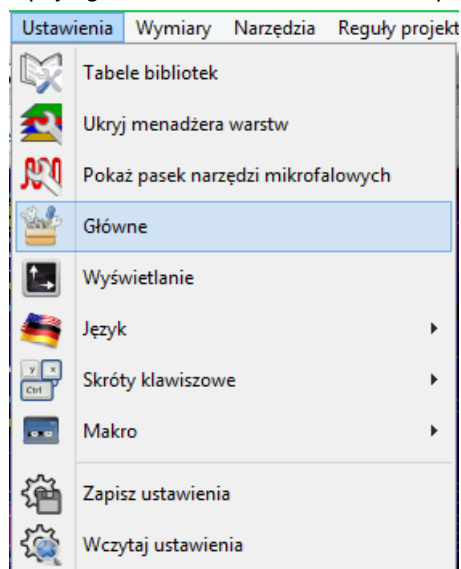 Ustawienia Wymiary Narzędzia Reguły projekt
Tabele bibliotek
Ukryj menadżera warstw
Pokaż pasek narzędzi mikrofalowych
Główne
Wyświetlanie
Język
y x
Ctrl
Skróty klawiszowe
Makro
Zapisz ustawienia
Wczytaj ustawienia